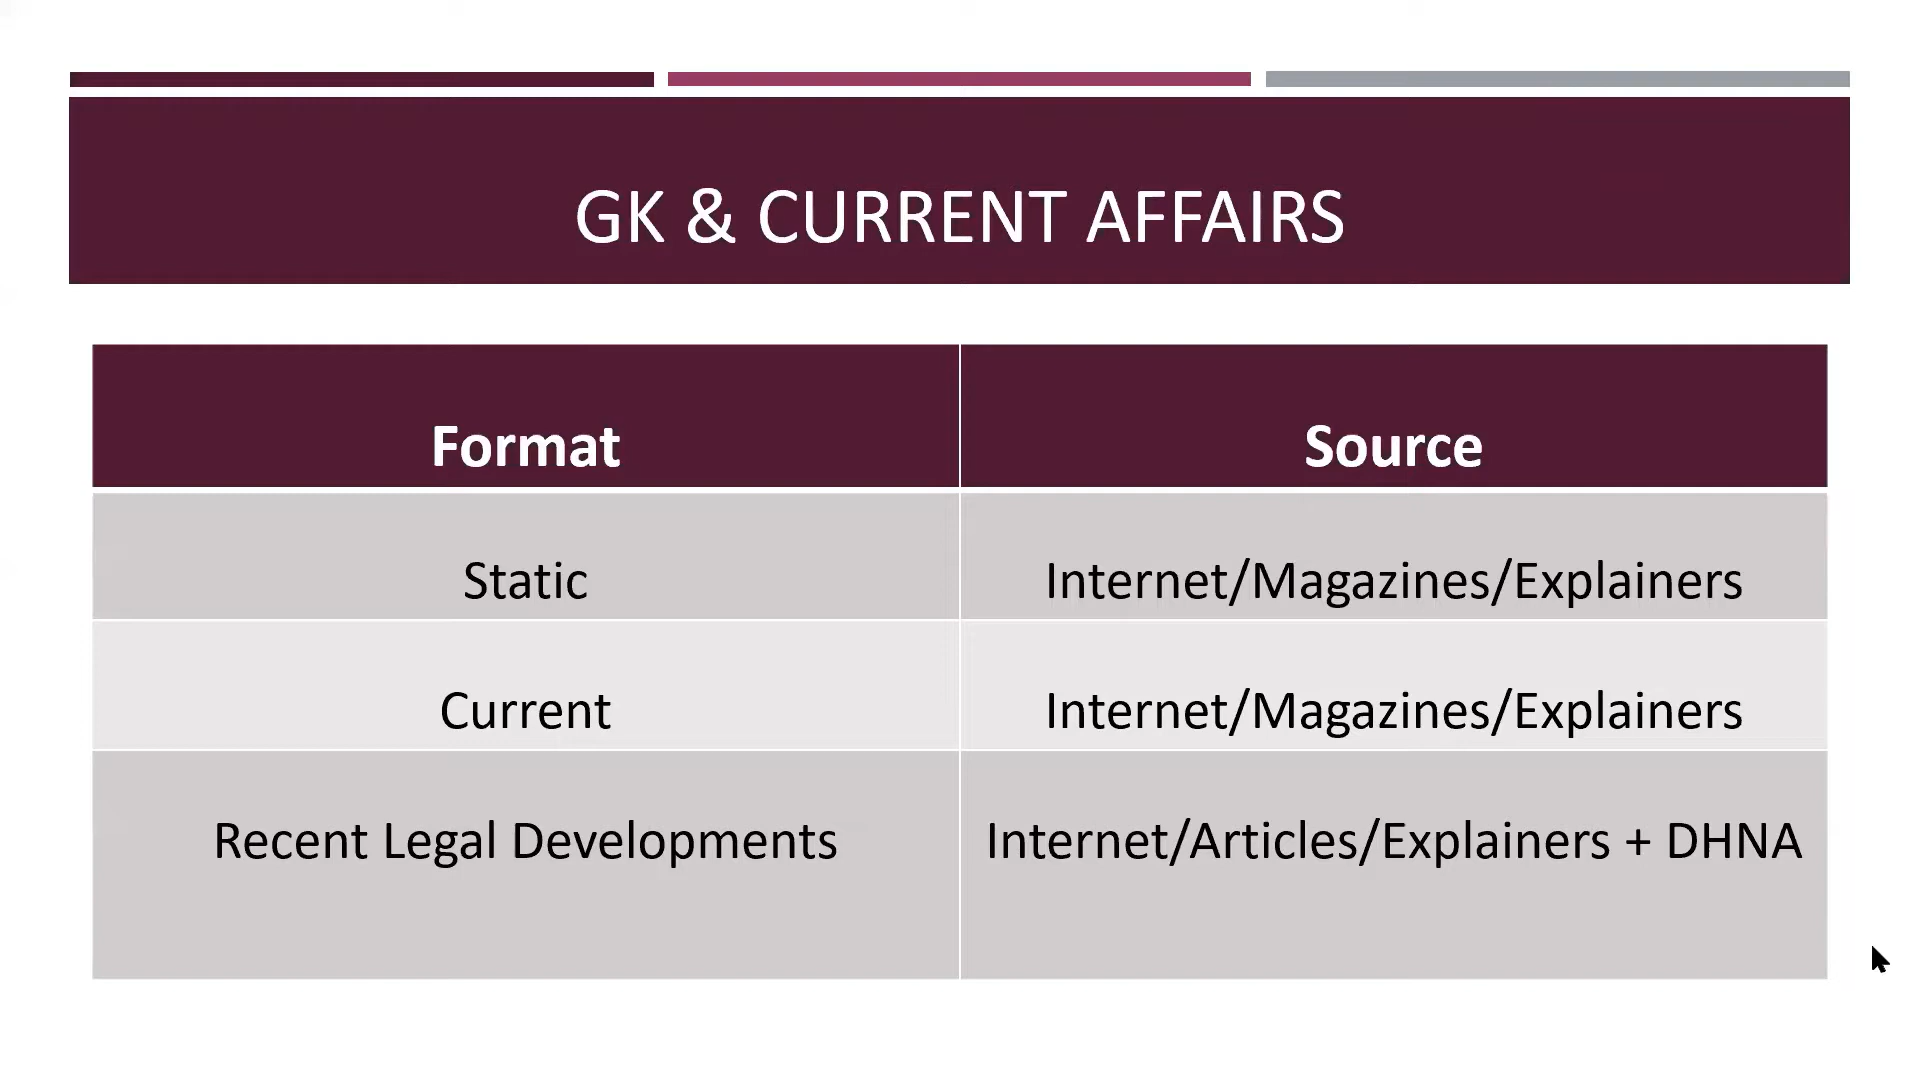 GK & CURRENT AFFAIRS
Format Source
Static Internet/Magazines/Explainers
Current Internet/Magazines/Explainers
Recent Legal Developments Internet/Articles/Explainers + DHNA